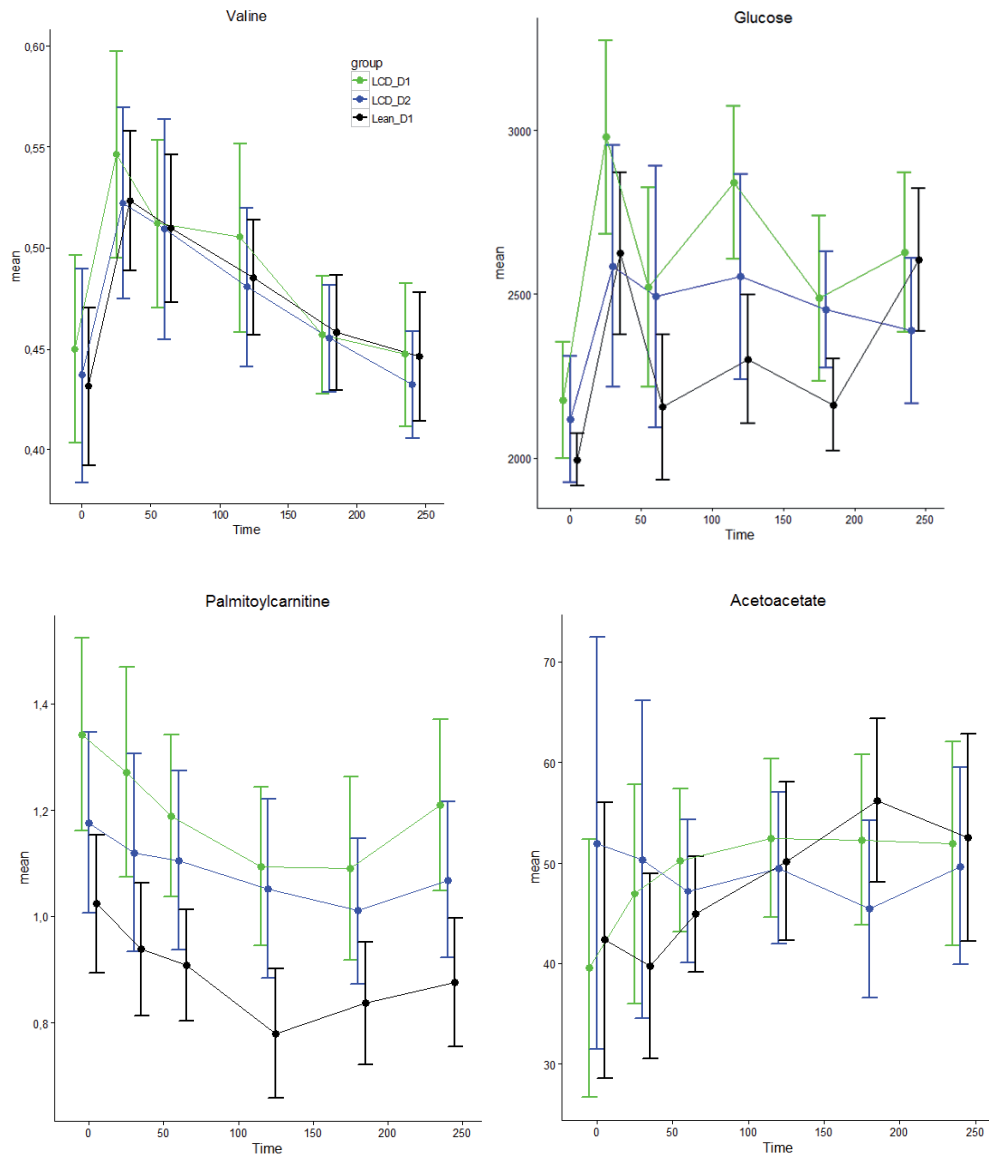 Valine
0,60
0,55
0,50
0,45
0,40
mean
0 50 100 150 200 250
Time
group
LCD_D1
LCD_D2
Lean_D1
Glucose
3000
2500
2000
mean
0 50 100 150 200 250
Time
Palmitoylcarnitine
1,4
1,2
1,0
0,8
mean
0 50 100 150 200 250
Time
Acetoacetate
70
60
50
40
30
mean
0 50 100 150 200 250
Time